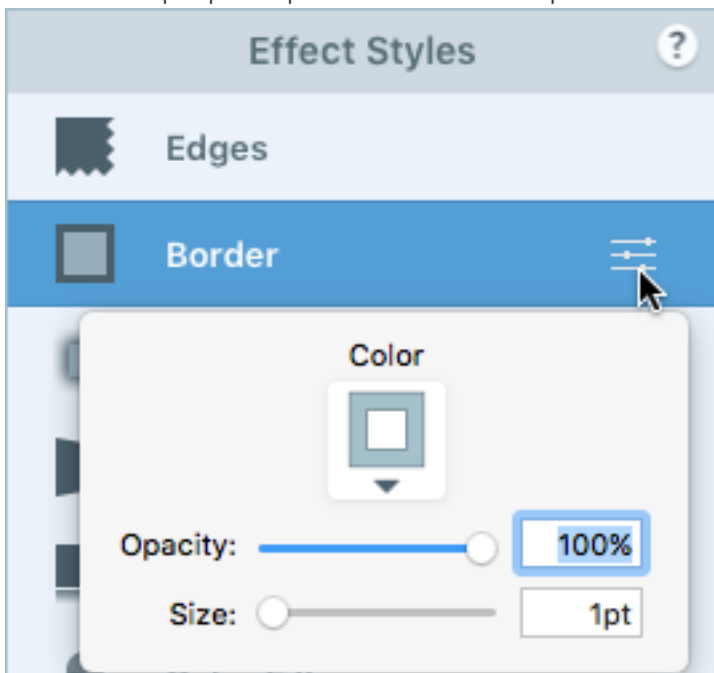 Effect Styles
?
Edges
Border
Color
Opacity: 100%
Size: 1pt